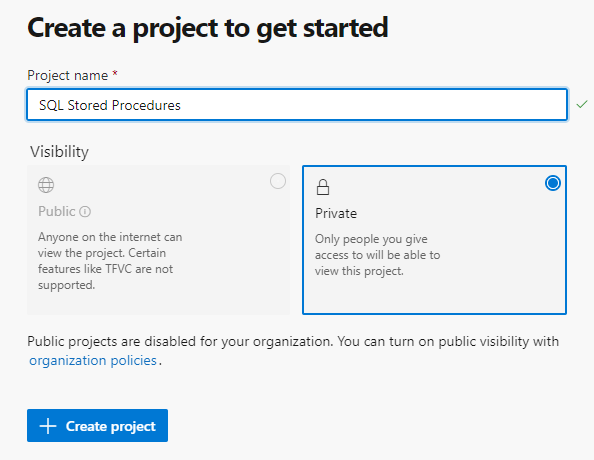 Create a project to get started
Project name *
SQL Stored Procedures
Visibility
Public
Anyone on the internet can
view the project. Certain
features like TFVC are not
supported.
Private
Only people you give
access to will be able to
view this project.
Public projects are disabled for your organization. You can turn on public visibility with
organization policies.
Create project